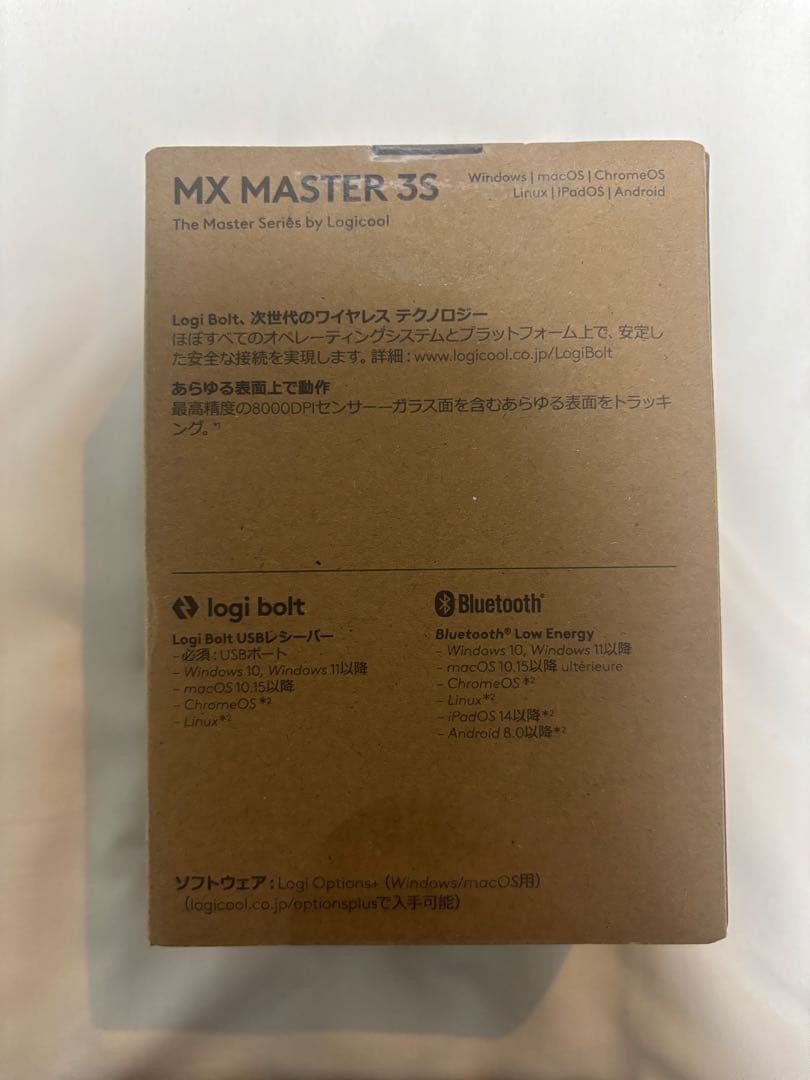 MX MASTER 3S
The Master Series by Logicool
Windows | macOS | ChromeOS
Linux | iPadOS | Android
Logi Bolt、次世代のワイヤレス テクノロジー
ほぼすべてのオペレーティングシステムとプラットフォーム上で、安定し
た安全な接続を実現します。詳細：www.logicool.co.jp/LogiBolt
あらゆる表面上で動作
最高精度の8000DPIセンサー—ガラス面を含むあらゆる表面をトラッキ
ング。*1
logi bolt
Logi Bolt USBレシーバー
- 必須：USBポート
- Windows 10, Windows 11以降
- macOS 10.15以降
- ChromeOS *2
- Linux*2
Bluetooth®
Bluetooth® Low Energy
- Windows 10, Windows 11以降
- macOS 10.15以降 ultérieure
- ChromeOS *2
- Linux*2
- iPadOS 14以降*2
- Android 8.0以降*2
ソフトウェア：Logi Options+（Windows/macOS用）
（logicool.co.jp/optionsplusで入手可能）